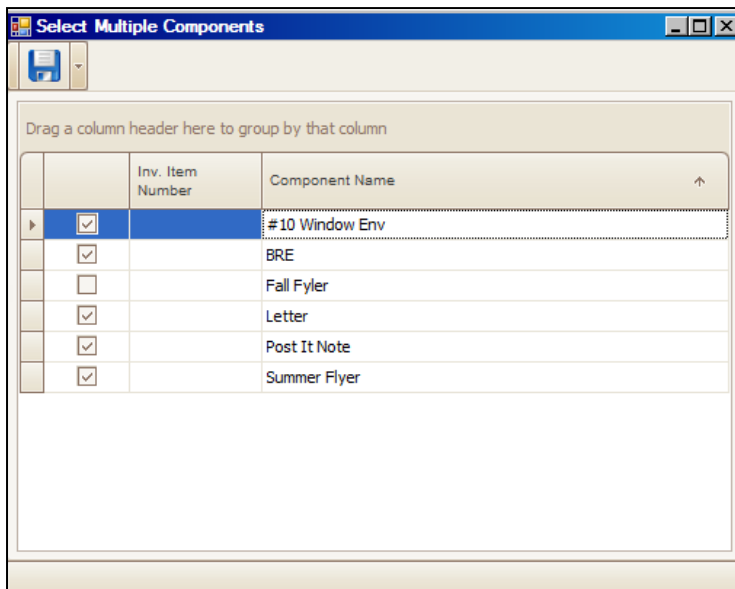 Select Multiple Components
Drag a column header here to group by that column
Inv. Item
Number
Component Name
#10 Window Env
BRE
Fall Fyler
Letter
Post It Note
Summer Flyer